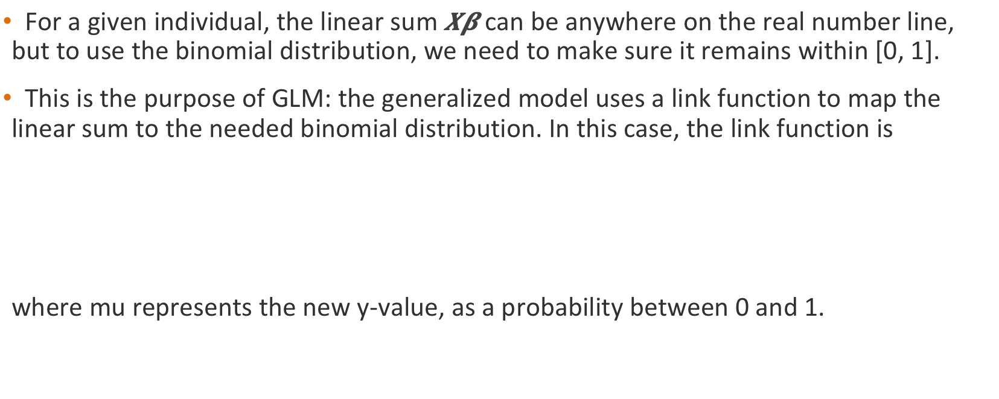 • For a given individual, the linear sum 𝑿𝜷 can be anywhere on the real number line,
but to use the binomial distribution, we need to make sure it remains within [0, 1].
• This is the purpose of GLM: the generalized model uses a link function to map the
linear sum to the needed binomial distribution. In this case, the link function is
where mu represents the new y-value, as a probability between 0 and 1.